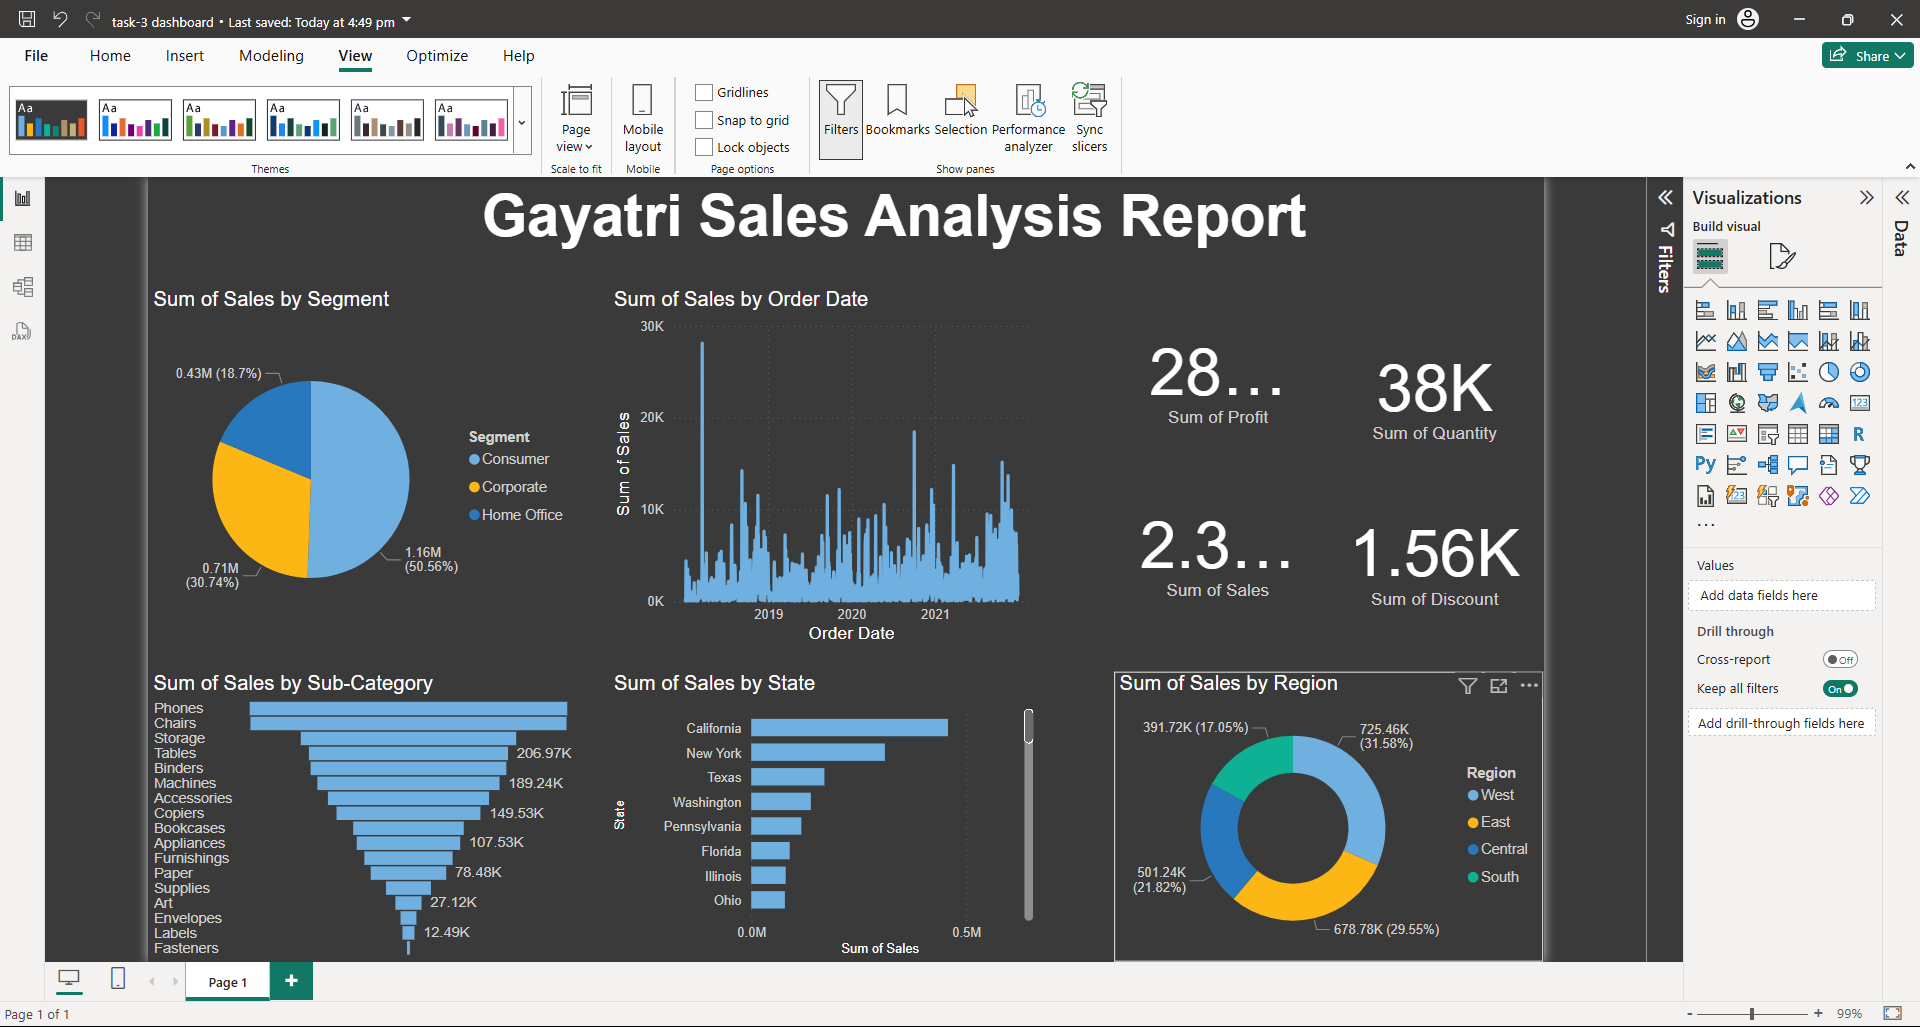 task-3 dashboard • Last saved: Today at 4:49 pm
Sign in
File Home Insert Modeling View Optimize Help
Share
Aa Aa Aa Aa Aa Aa
Themes
Page view
Scale to fit
Mobile layout
Mobile
Gridlines
Snap to grid
Lock objects
Page options
Filters
Bookmarks
Selection
Performance analyzer
Sync slicers
Show panes
Gayatri Sales Analysis Report
Sum of Sales by Segment
0.43M (18.7%)
0.71M
(30.74%)
1.16M
(50.56%)
Segment
Consumer
Corporate
Home Office
Sum of Sales by Order Date
Sum of Sales
30K
20K
10K
0K
2019 2020 2021
Order Date
28...
Sum of Profit
38K
Sum of Quantity
2.3...
Sum of Sales
1.56K
Sum of Discount
Sum of Sales by Sub-Category
Phones
Chairs
Storage
Tables 206.97K
Binders
Machines 189.24K
Accessories
Copiers 149.53K
Bookcases
Appliances 107.53K
Furnishings
Paper 78.48K
Supplies
Art 27.12K
Envelopes
Labels 12.49K
Fasteners
Sum of Sales by State
State
California
New York
Texas
Washington
Pennsylvania
Florida
Illinois
Ohio
0.0M 0.5M
Sum of Sales
Sum of Sales by Region
391.72K (17.05%)
725.46K
(31.58%)
501.24K
(21.82%)
678.78K (29.55%)
Region
West
East
Central
South
Filters
Visualizations
Build visual
123
R
Py
123
...
Values
Add data fields here
Drill through
Cross-report
Off
Keep all filters
On
Add drill-through fields here
Data
DAX
Page 1
+
Page 1 of 1
- + 99%